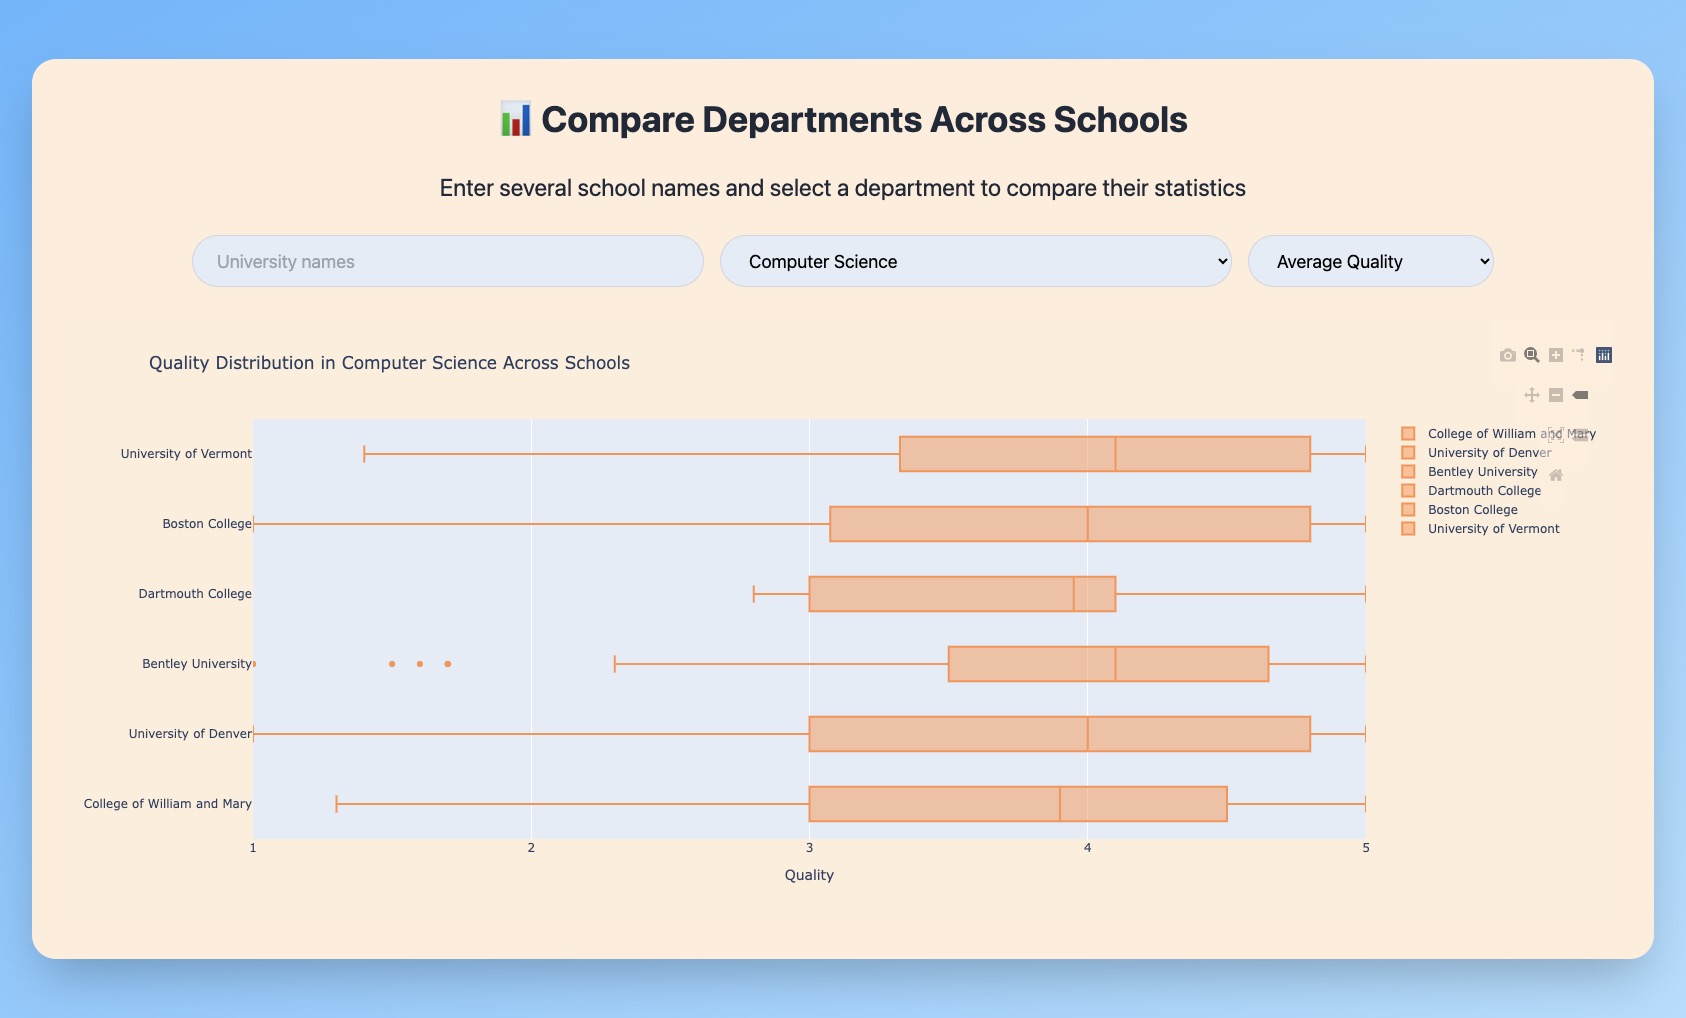 Compare Departments Across Schools
Enter several school names and select a department to compare their statistics
University names
Computer Science
Average Quality
Quality Distribution in Computer Science Across Schools
University of Vermont
Boston College
Dartmouth College
Bentley University
University of Denver
College of William and Mary
1 2 3 4 5
Quality
College of William and Mary
University of Denver
Bentley University
Dartmouth College
Boston College
University of Vermont